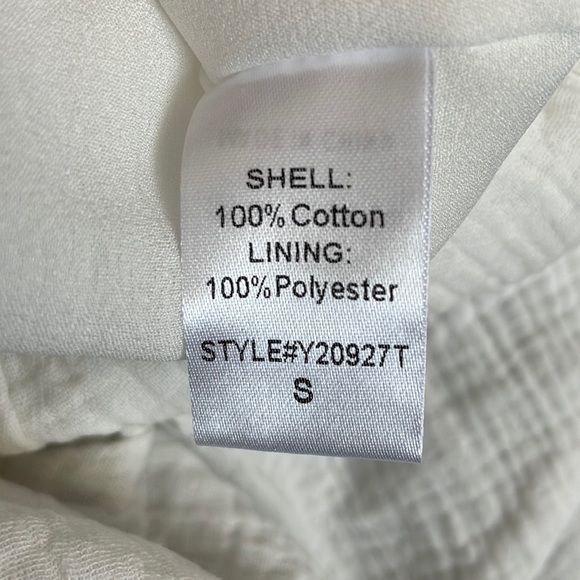 SHELL:
100% Cotton
LINING:
100% Polyester
STYLE#Y20927T
S